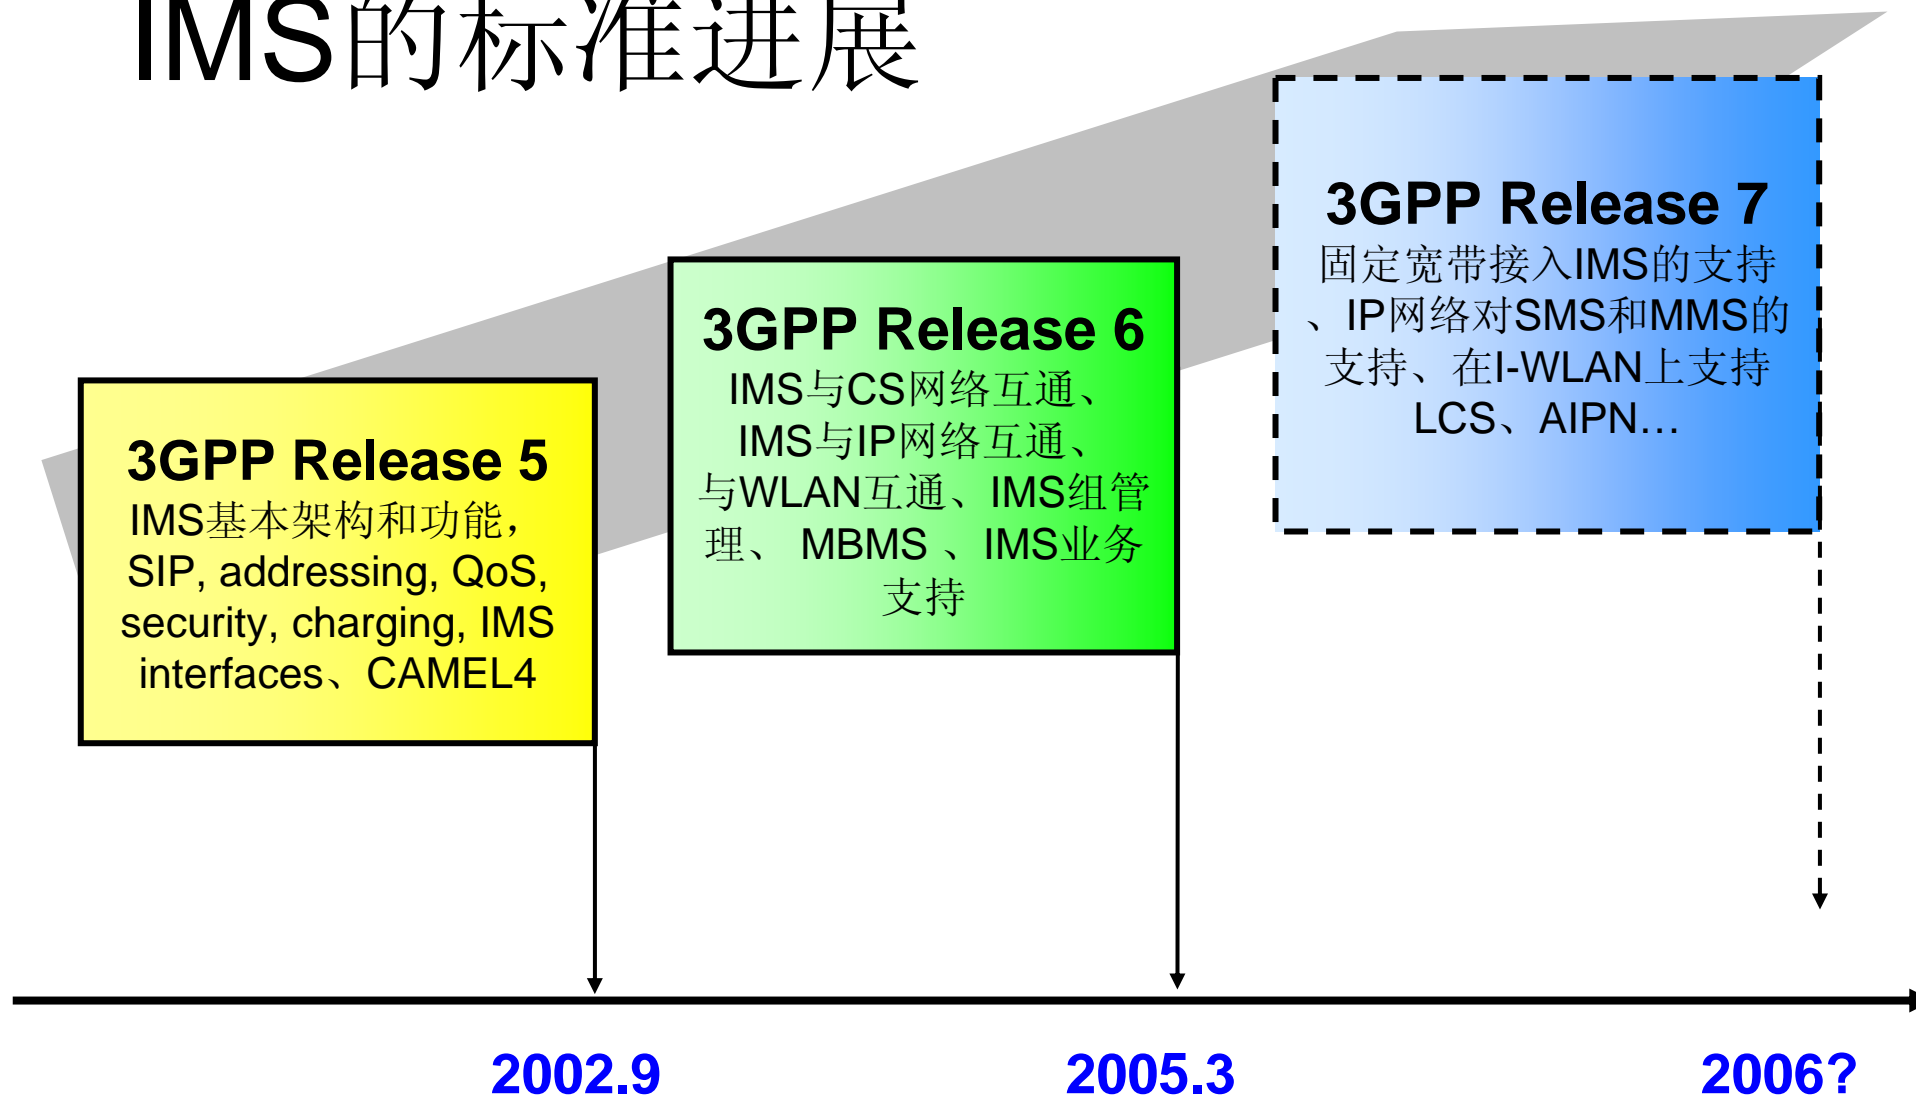 IMS的标准进展
3GPP Release 7
固定宽带接入IMS的支持
、IP网络对SMS和MMS的
支持、在I-WLAN上支持
LCS、AIPN…
3GPP Release 6
IMS与CS网络互通、
IMS与IP网络互通、
与WLAN互通、IMS组管
理、 MBMS 、IMS业务
支持
3GPP Release 5
IMS基本架构和功能，
SIP, addressing, QoS,
security, charging, IMS
interfaces、CAMEL4
2002.9
2005.3
2006?